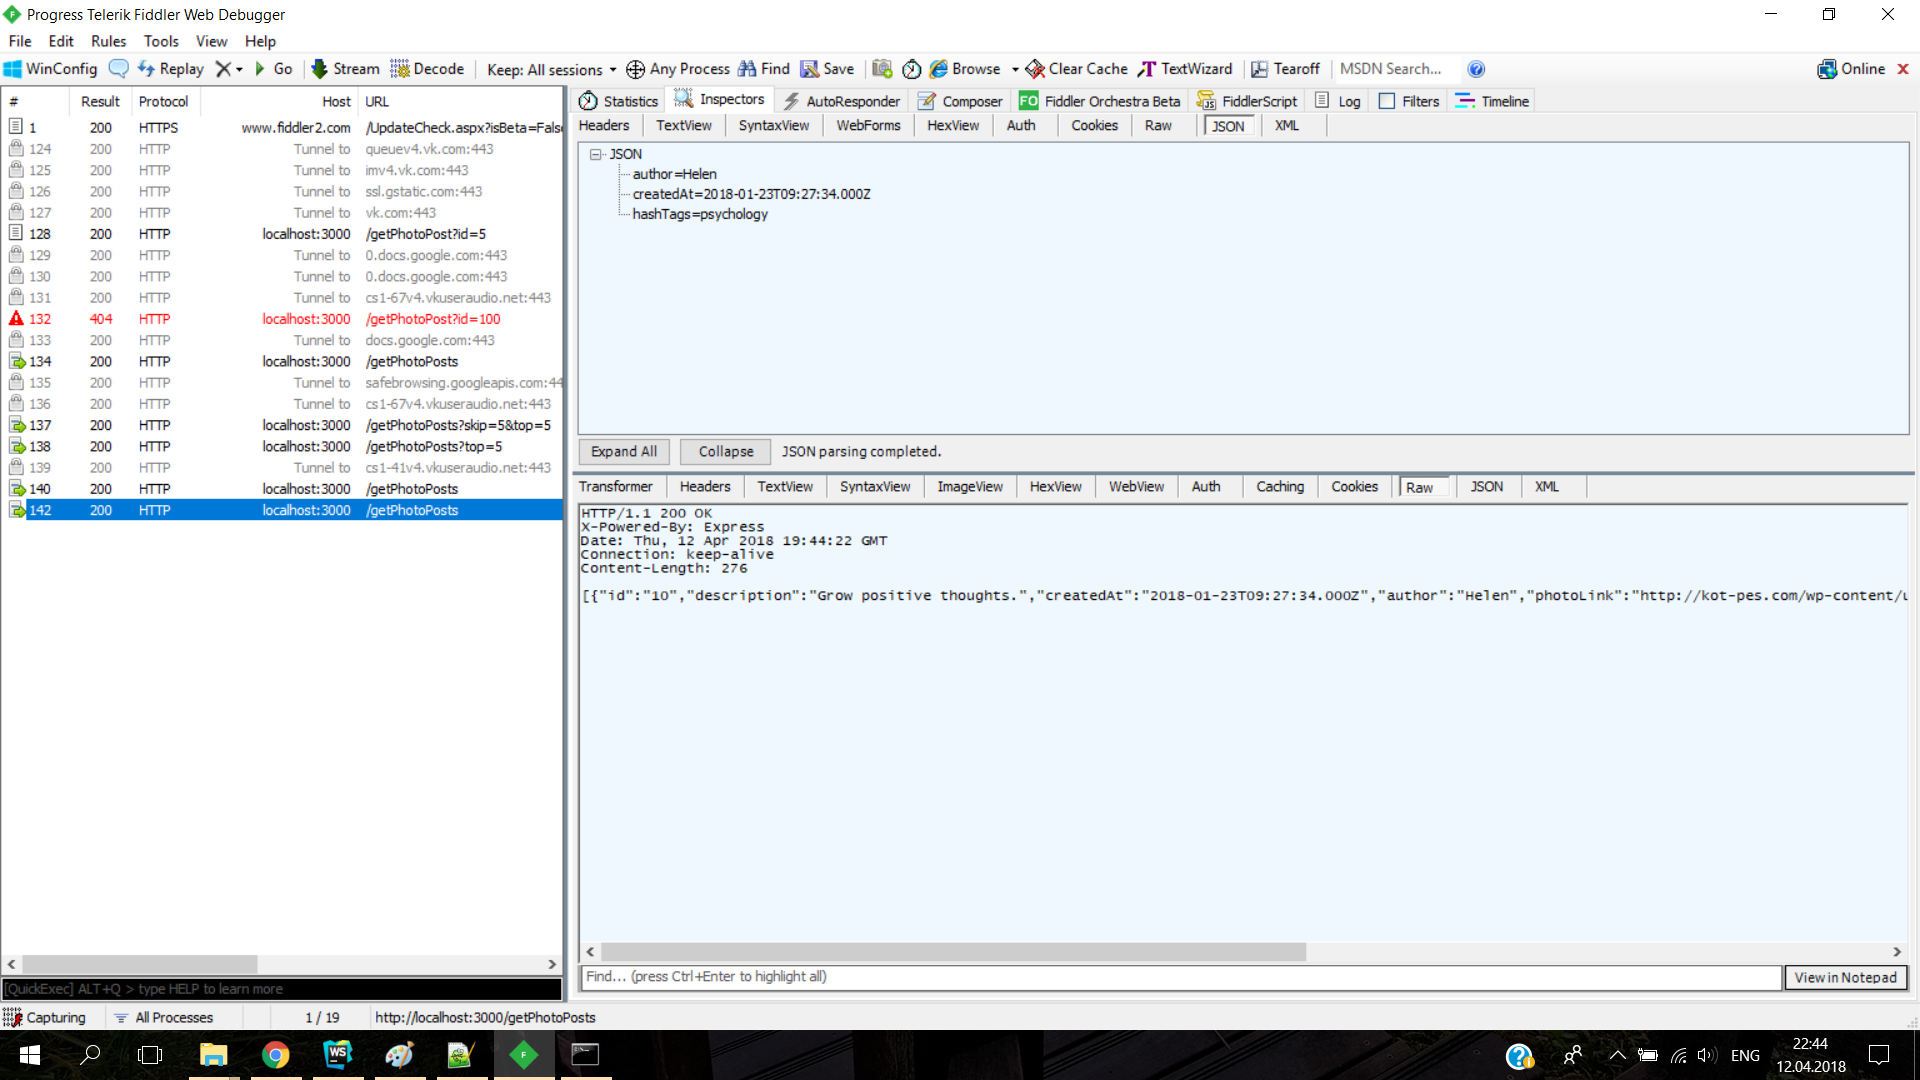 Progress Telerik Fiddler Web Debugger
File Edit Rules Tools View Help
WinConfig Replay Go Stream Decode Keep: All sessions Any Process Find Save Browse Clear Cache TextWizard Tearoff MSDN Search... Online
# Result Protocol Host URL
1 200 HTTPS www.fiddler2.com /UpdateCheck.aspx?isBeta=False
124 200 HTTP Tunnel to queuev4.vk.com:443
125 200 HTTP Tunnel to imv4.vk.com:443
126 200 HTTP Tunnel to ssl.gstatic.com:443
127 200 HTTP Tunnel to vk.com:443
128 200 HTTP localhost:3000 /getPhotoPost?id=5
129 200 HTTP Tunnel to 0.docs.google.com:443
130 200 HTTP Tunnel to 0.docs.google.com:443
131 200 HTTP Tunnel to cs1-67v4.vkuseraudio.net:443
132 404 HTTP localhost:3000 /getPhotoPost?id=100
133 200 HTTP Tunnel to docs.google.com:443
134 200 HTTP localhost:3000 /getPhotoPosts
135 200 HTTP Tunnel to safebrowsing.googleapis.com:44
136 200 HTTP Tunnel to cs1-67v4.vkuseraudio.net:443
137 200 HTTP localhost:3000 /getPhotoPosts?skip=5&top=5
138 200 HTTP localhost:3000 /getPhotoPosts?top=5
139 200 HTTP Tunnel to cs1-41v4.vkuseraudio.net:443
140 200 HTTP localhost:3000 /getPhotoPosts
142 200 HTTP localhost:3000 /getPhotoPosts
Statistics Inspectors AutoResponder Composer FO Fiddler Orchestra Beta FiddlerScript Log Filters Timeline
Headers TextView SyntaxView WebForms HexView Auth Cookies Raw JSON XML
JSON
author=Helen
createdAt=2018-01-23T09:27:34.000Z
hashTags=psychology
Expand All Collapse JSON parsing completed.
Transformer Headers TextView SyntaxView ImageView HexView WebView Auth Caching Cookies Raw JSON XML
HTTP/1.1 200 OK
X-Powered-By: Express
Date: Thu, 12 Apr 2018 19:44:22 GMT
Connection: keep-alive
Content-Length: 276
[{"id":"10","description":"Grow positive thoughts.","createdAt":"2018-01-23T09:27:34.000Z","author":"Helen","photoLink":"http://kot-pes.com/wp-content/u
Find... (press Ctrl+Enter to highlight all) View in Notepad
[QuickExec] ALT+Q > type HELP to learn more
Capturing All Processes 1 / 19 http://localhost:3000/getPhotoPosts
WS F ENG 22:44
12.04.2018